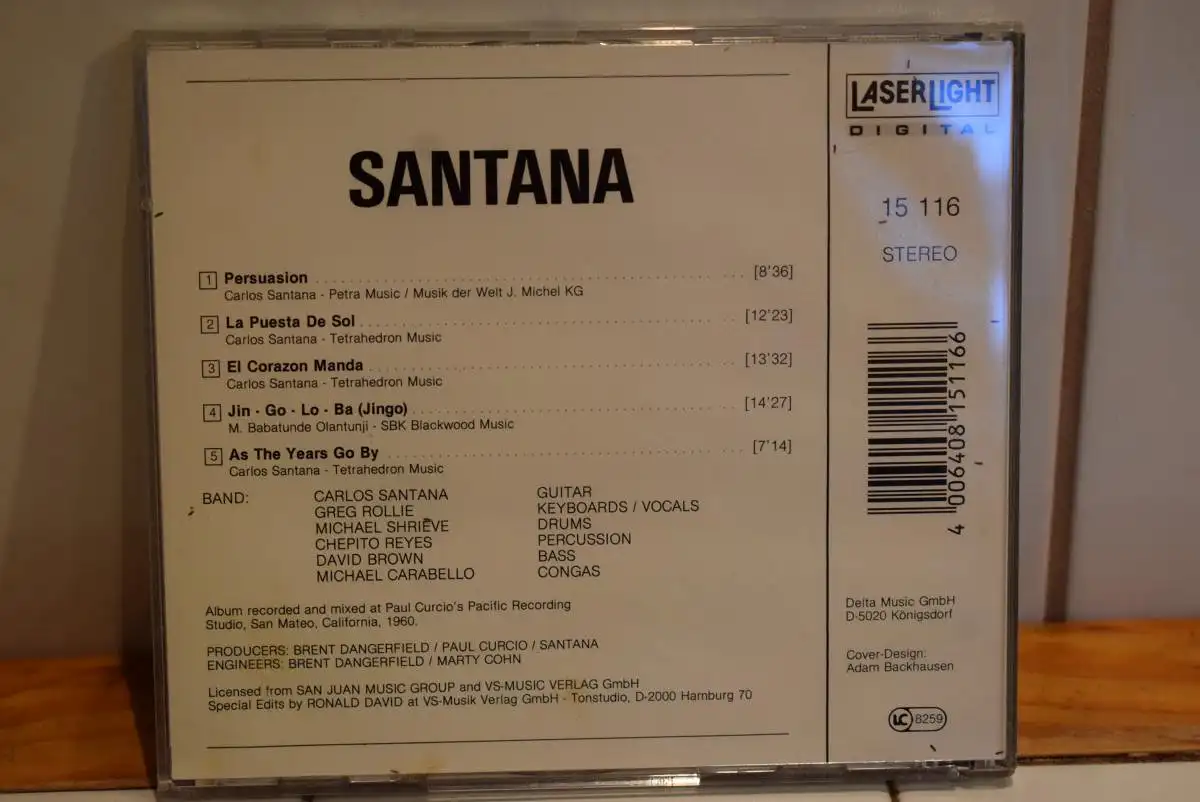 SANTANA
1 Persuasion [8'36]
Carlos Santana - Petra Music / Musik der Welt J. Michel KG
2 La Puesta De Sol [12'23]
Carlos Santana - Tetrahedron Music
3 El Corazon Manda [13'32]
Carlos Santana - Tetrahedron Music
4 Jin - Go - Lo - Ba (Jingo) [14'27]
M. Babatunde Olantunji - SBK Blackwood Music
5 As The Years Go By [7'14]
Carlos Santana - Tetrahedron Music
BAND: CARLOS SANTANA GUITAR
GREG ROLLIE KEYBOARDS / VOCALS
MICHAEL SHRIEVE DRUMS
CHEPITO REYES PERCUSSION
DAVID BROWN BASS
MICHAEL CARABELLO CONGAS
Album recorded and mixed at Paul Curcio's Pacific Recording
Studio, San Mateo, California, 1960.
PRODUCERS: BRENT DANGERFIELD / PAUL CURCIO / SANTANA
ENGINEERS: BRENT DANGERFIELD / MARTY COHN
Licensed from SAN JUAN MUSIC GROUP and VS-MUSIC VERLAG GmbH
Special Edits by RONALD DAVID at VS-Musik Verlag GmbH - Tonstudio, D-2000 Hamburg 70
LASERLIGHT
DIGITAL
15 116
STEREO
4 006408 151166
Delta Music GmbH
D-5020 Königsdorf
Cover-Design:
Adam Backhausen
LC 8259